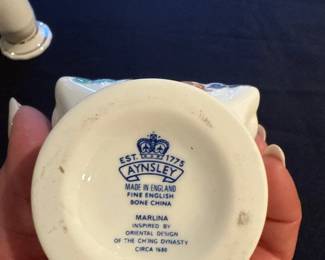 EST. 1775
AYNSLEY
MADE IN ENGLAND
FINE ENGLISH
BONE CHINA
MARLINA
INSPIRED BY
ORIENTAL DESIGN
OF THE CH'ING DYNASTY
CIRCA 1680